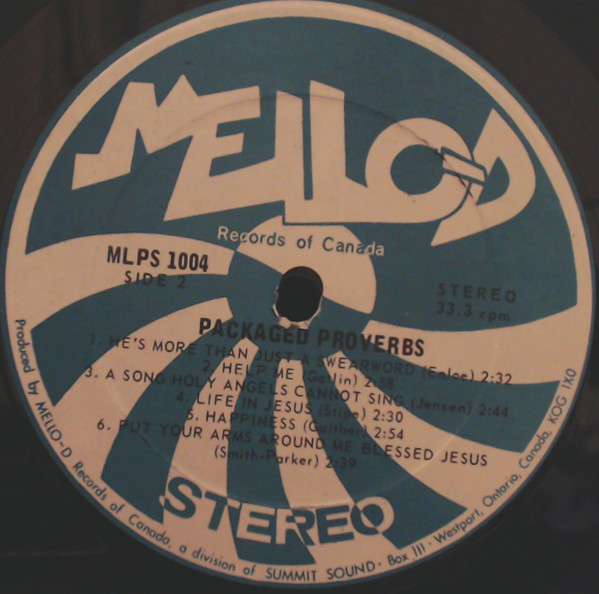 MELLO-D
Records of Canada
MLPS 1004
SIDE 2
STEREO
33.3 rpm
PACKAGED PROVERBS
1. HE'S MORE THAN JUST A SWEARWORD (Enloe) 2:32
2. HELP ME (Gatlin) 2:58
3. A SONG HOLY ANGELS CANNOT SING (Jensen) 2:44
4. LIFE IN JESUS (Stipe) 2:30
5. HAPPINESS (Gaither) 2:54
6. PUT YOUR ARMS AROUND ME BLESSED JESUS
(Smith-Parker) 2:39
STEREO
Produced by MELLO-D Records of Canada, a division of SUMMIT SOUND · Box 111 · Westport, Ontario, Canada, KOG 1X0